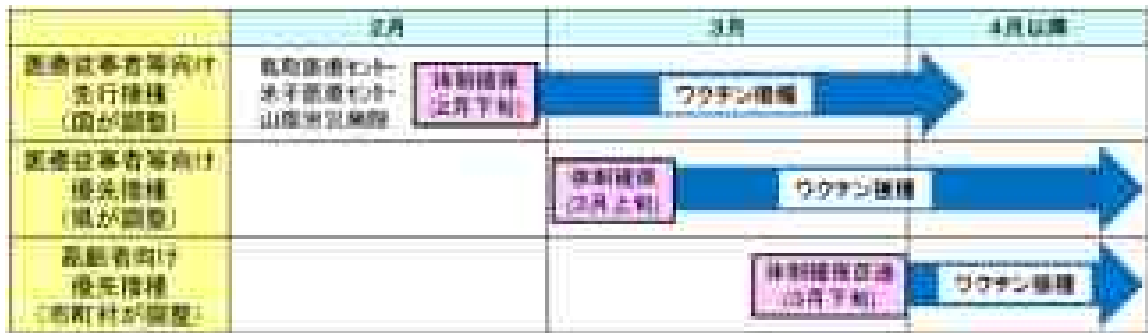 2月
3月
4月以降
医療従事者等向け
先行接種
(国が調整)
鳥取医療センター
米子医療センター
山陰労災病院
体制確保
(2月下旬)
ワクチン接種
医療従事者等向け
優先接種
(県が調整)
体制確保
(3月上旬)
ワクチン接種
高齢者向け
優先接種
(市町村が調整)
(3月下旬)
ワクチン接種